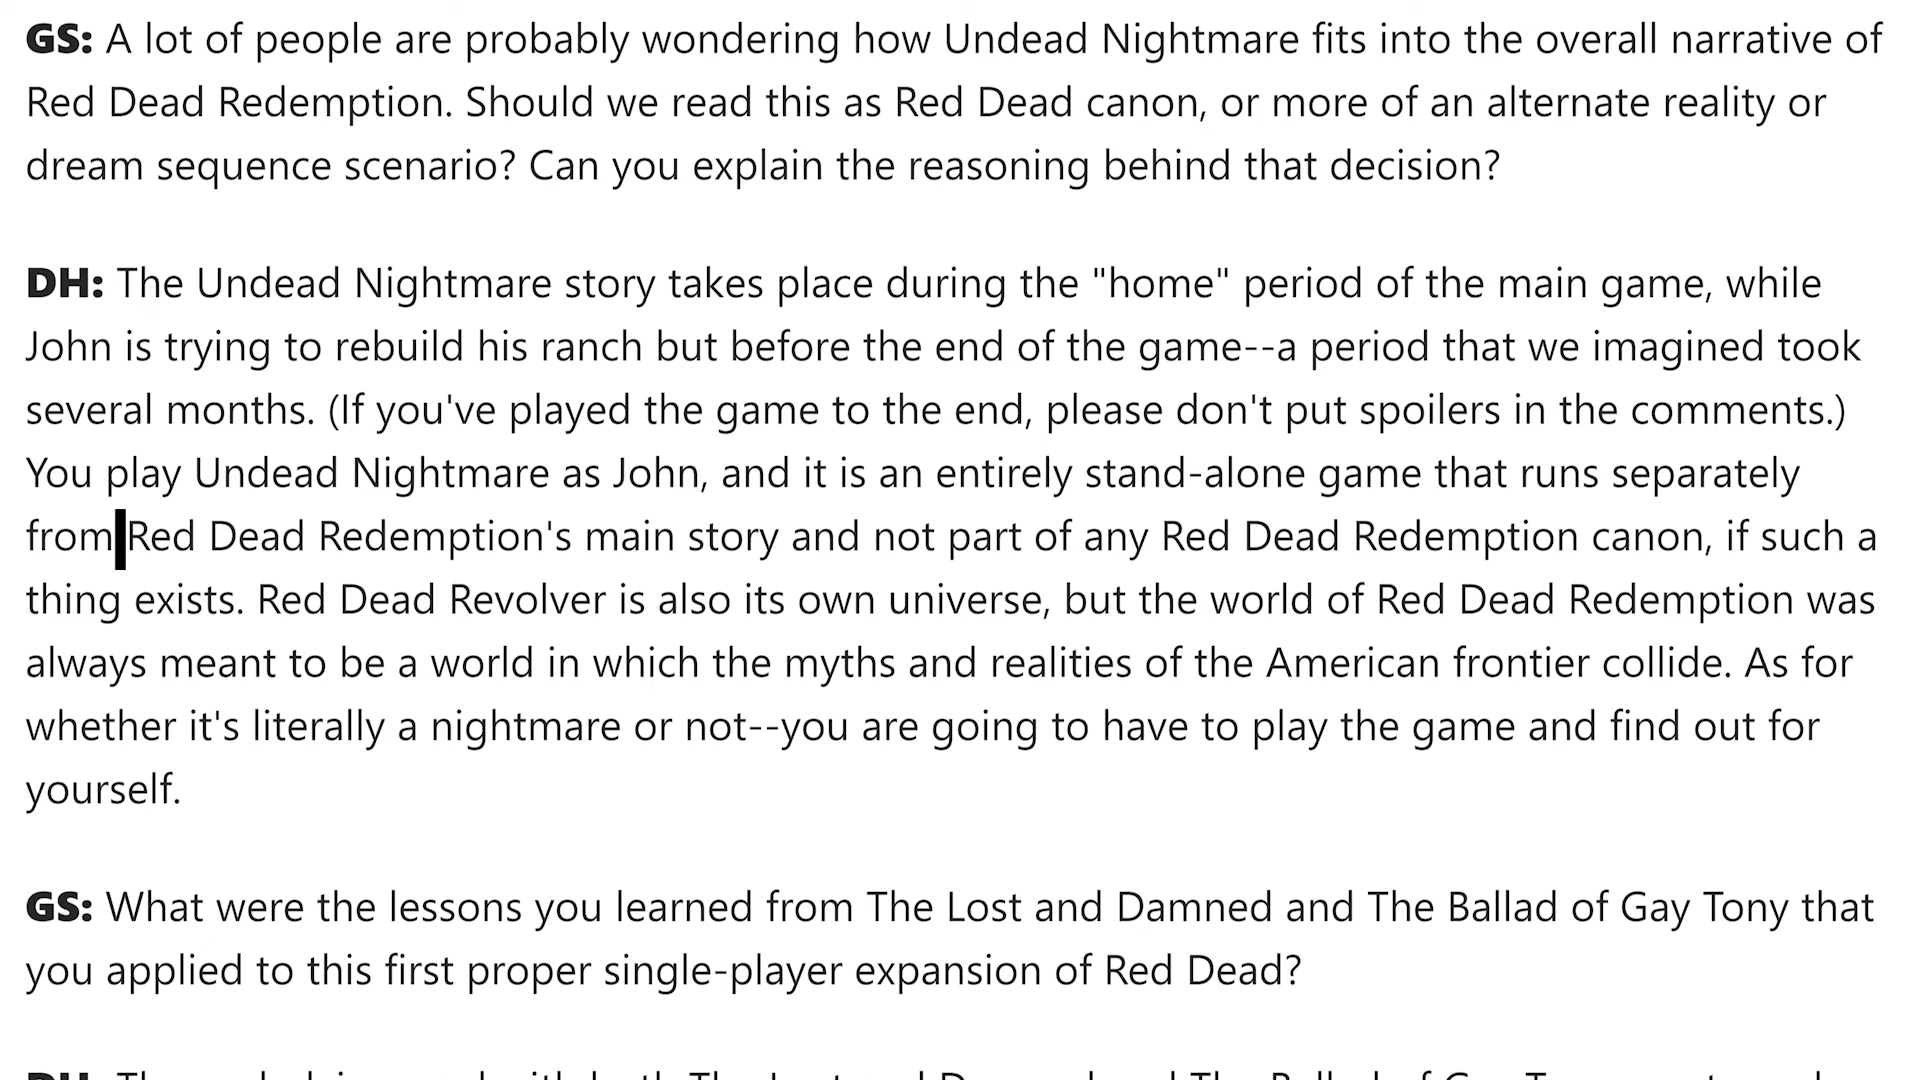 GS: A lot of people are probably wondering how Undead Nightmare fits into the overall narrative of
Red Dead Redemption. Should we read this as Red Dead canon, or more of an alternate reality or
dream sequence scenario? Can you explain the reasoning behind that decision?
DH: The Undead Nightmare story takes place during the "home" period of the main game, while
John is trying to rebuild his ranch but before the end of the game--a period that we imagined took
several months. (If you've played the game to the end, please don't put spoilers in the comments.)
You play Undead Nightmare as John, and it is an entirely stand-alone game that runs separately
from Red Dead Redemption's main story and not part of any Red Dead Redemption canon, if such a
thing exists. Red Dead Revolver is also its own universe, but the world of Red Dead Redemption was
always meant to be a world in which the myths and realities of the American frontier collide. As for
whether it's literally a nightmare or not--you are going to have to play the game and find out for
yourself.
GS: What were the lessons you learned from The Lost and Damned and The Ballad of Gay Tony that
you applied to this first proper single-player expansion of Red Dead?